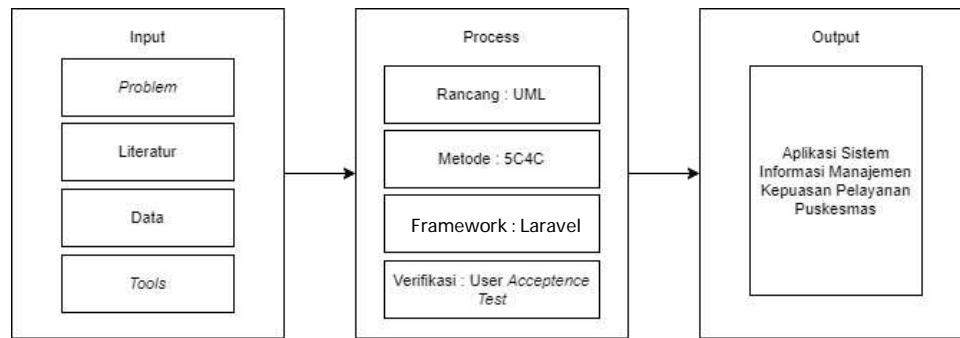 Input
Problem
Literatur
Data
Tools
Process
Rancang : UML
Metode : 5C4C
Framework : Laravel
Verifikasi : User Acceptence
Test
Output
Aplikasi Sistem
Informasi Manajemen
Kepuasan Pelayanan
Puskesmas